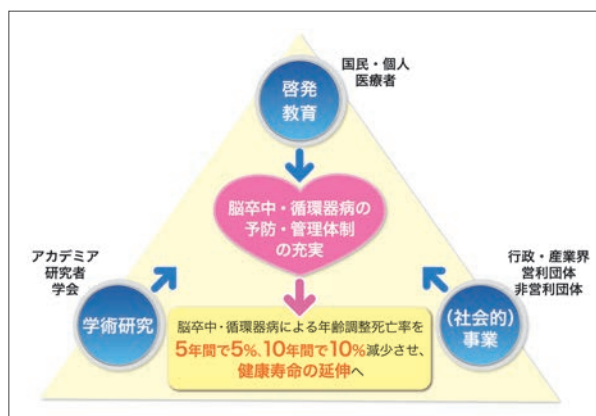 国民・個人
医療者
啓発
教育
脳卒中・循環器病の
予防・管理体制
の充実
アカデミア
研究者
学会
学術研究
行政・産業界
営利団体
非営利団体
(社会的)
事業
脳卒中・循環器病による年齢調整死亡率を
5年間で5%、10年間で10%減少させ、
健康寿命の延伸へ